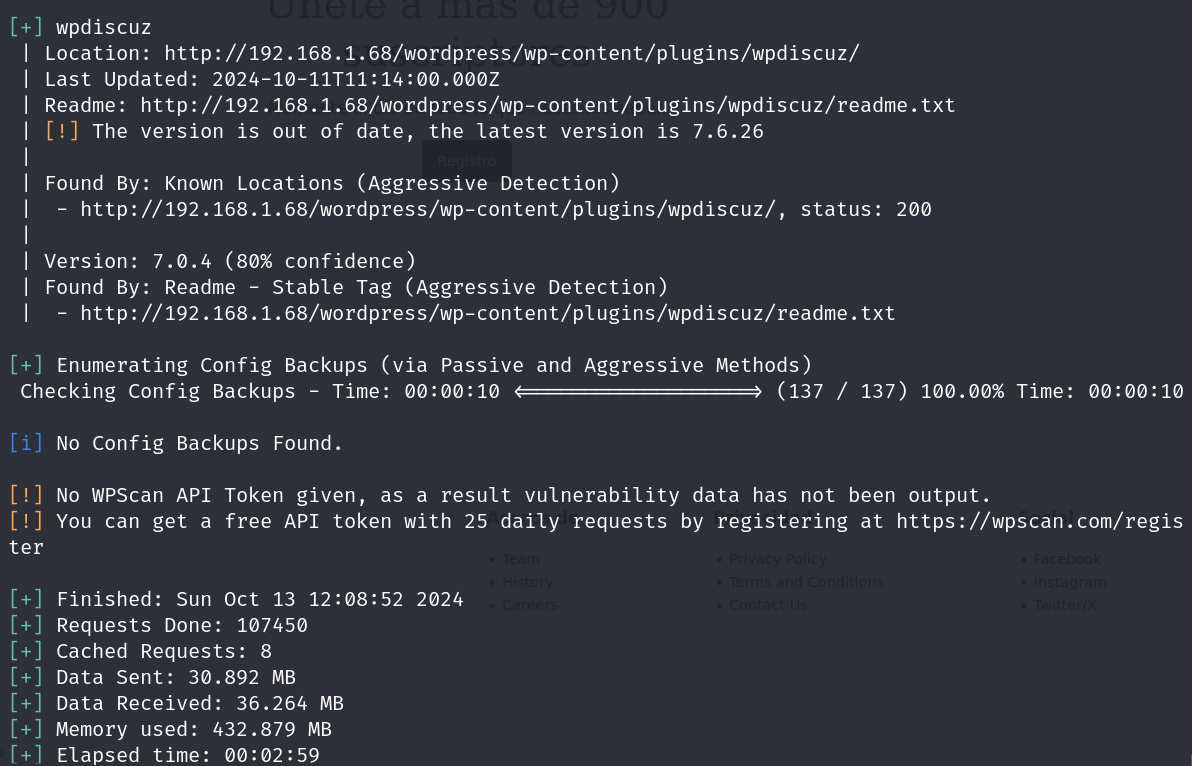 Únete a más de 900
suscriptores
Registro
[+] wpdiscuz
| Location: http://192.168.1.68/wordpress/wp-content/plugins/wpdiscuz/
| Last Updated: 2024-10-11T11:14:00.000Z
| Readme: http://192.168.1.68/wordpress/wp-content/plugins/wpdiscuz/readme.txt
| [!] The version is out of date, the latest version is 7.6.26
|
| Found By: Known Locations (Aggressive Detection)
|  - http://192.168.1.68/wordpress/wp-content/plugins/wpdiscuz/, status: 200
|
| Version: 7.0.4 (80% confidence)
| Found By: Readme - Stable Tag (Aggressive Detection)
|  - http://192.168.1.68/wordpress/wp-content/plugins/wpdiscuz/readme.txt
[+] Enumerating Config Backups (via Passive and Aggressive Methods)
Checking Config Backups - Time: 00:00:10 <====================> (137 / 137) 100.00% Time: 00:00:10
[i] No Config Backups Found.
[!] No WPScan API Token given, as a result vulnerability data has not been output.
[!] You can get a free API token with 25 daily requests by registering at https://wpscan.com/regis
ter
Social
• Team
• History
• Careers
• Privacy Policy
• Terms and Conditions
• Contact Us
• Facebook
• Instagram
• Twitter/X
[+] Finished: Sun Oct 13 12:08:52 2024
[+] Requests Done: 107450
[+] Cached Requests: 8
[+] Data Sent: 30.892 MB
[+] Data Received: 36.264 MB
[+] Memory used: 432.879 MB
[+] Elapsed time: 00:02:59